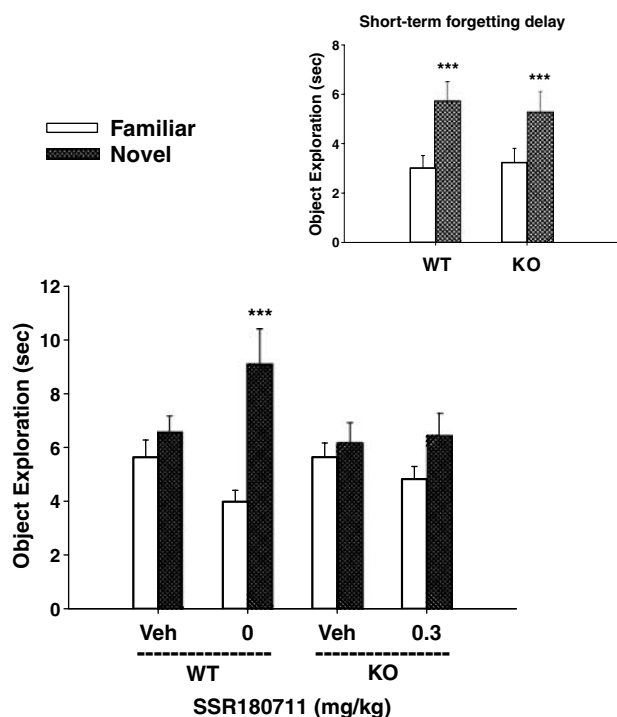 Short-term forgetting delay
Object Exploration (sec)
8
6
4
2
0
***
***
WT KO
Familiar
Novel
Object Exploration (sec)
12
10
8
6
4
2
0
***
Veh 0 Veh 0.3
WT KO
SSR180711 (mg/kg)